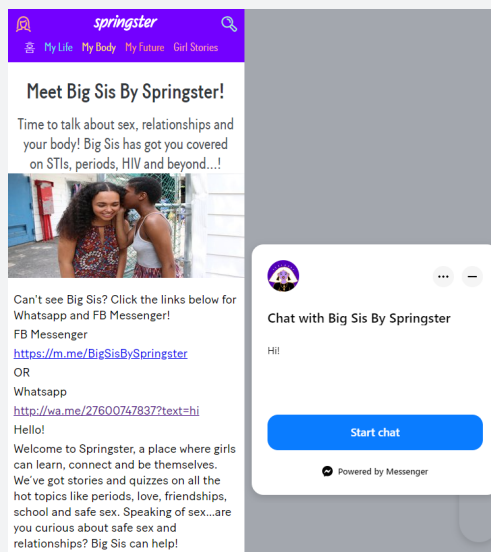 springster
홈 My Life My Body My Future Girl Stories
Meet Big Sis By Springster!
Time to talk about sex, relationships and
your body! Big Sis has got you covered
on STIs, periods, HIV and beyond...!
Can't see Big Sis? Click the links below for
Whatsapp and FB Messenger!
FB Messenger
https://m.me/BigSisBySpringster
OR
Whatsapp
http://wa.me/27600747837?text=hi
Hello!
Welcome to Springster, a place where girls
can learn, connect and be themselves.
We've got stories and quizzes on all the
hot topics like periods, love, friendships,
school and safe sex. Speaking of sex...are
you curious about safe sex and
relationships? Big Sis can help!
Chat with Big Sis By Springster
Hi!
Start chat
Powered by Messenger